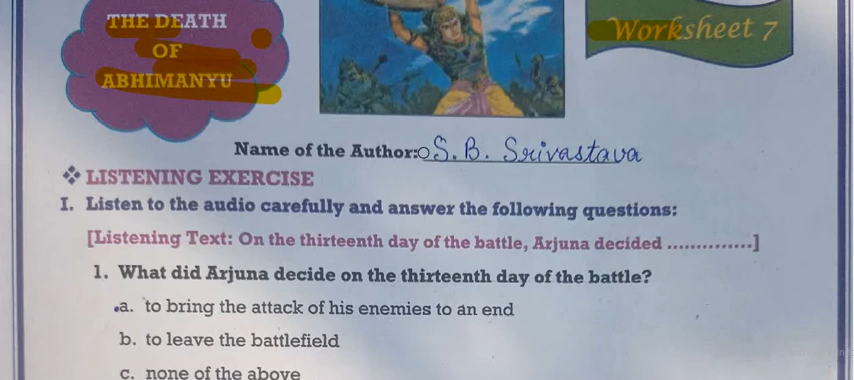 THE DEATH
OF
ABHIMANYU
Worksheet 7
Name of the Author: S. B. Srivastava
❖ LISTENING EXERCISE
I. Listen to the audio carefully and answer the following questions:
[Listening Text: On the thirteenth day of the battle, Arjuna decided ..............]
1. What did Arjuna decide on the thirteenth day of the battle?
a. to bring the attack of his enemies to an end
b. to leave the battlefield
c. none of the above